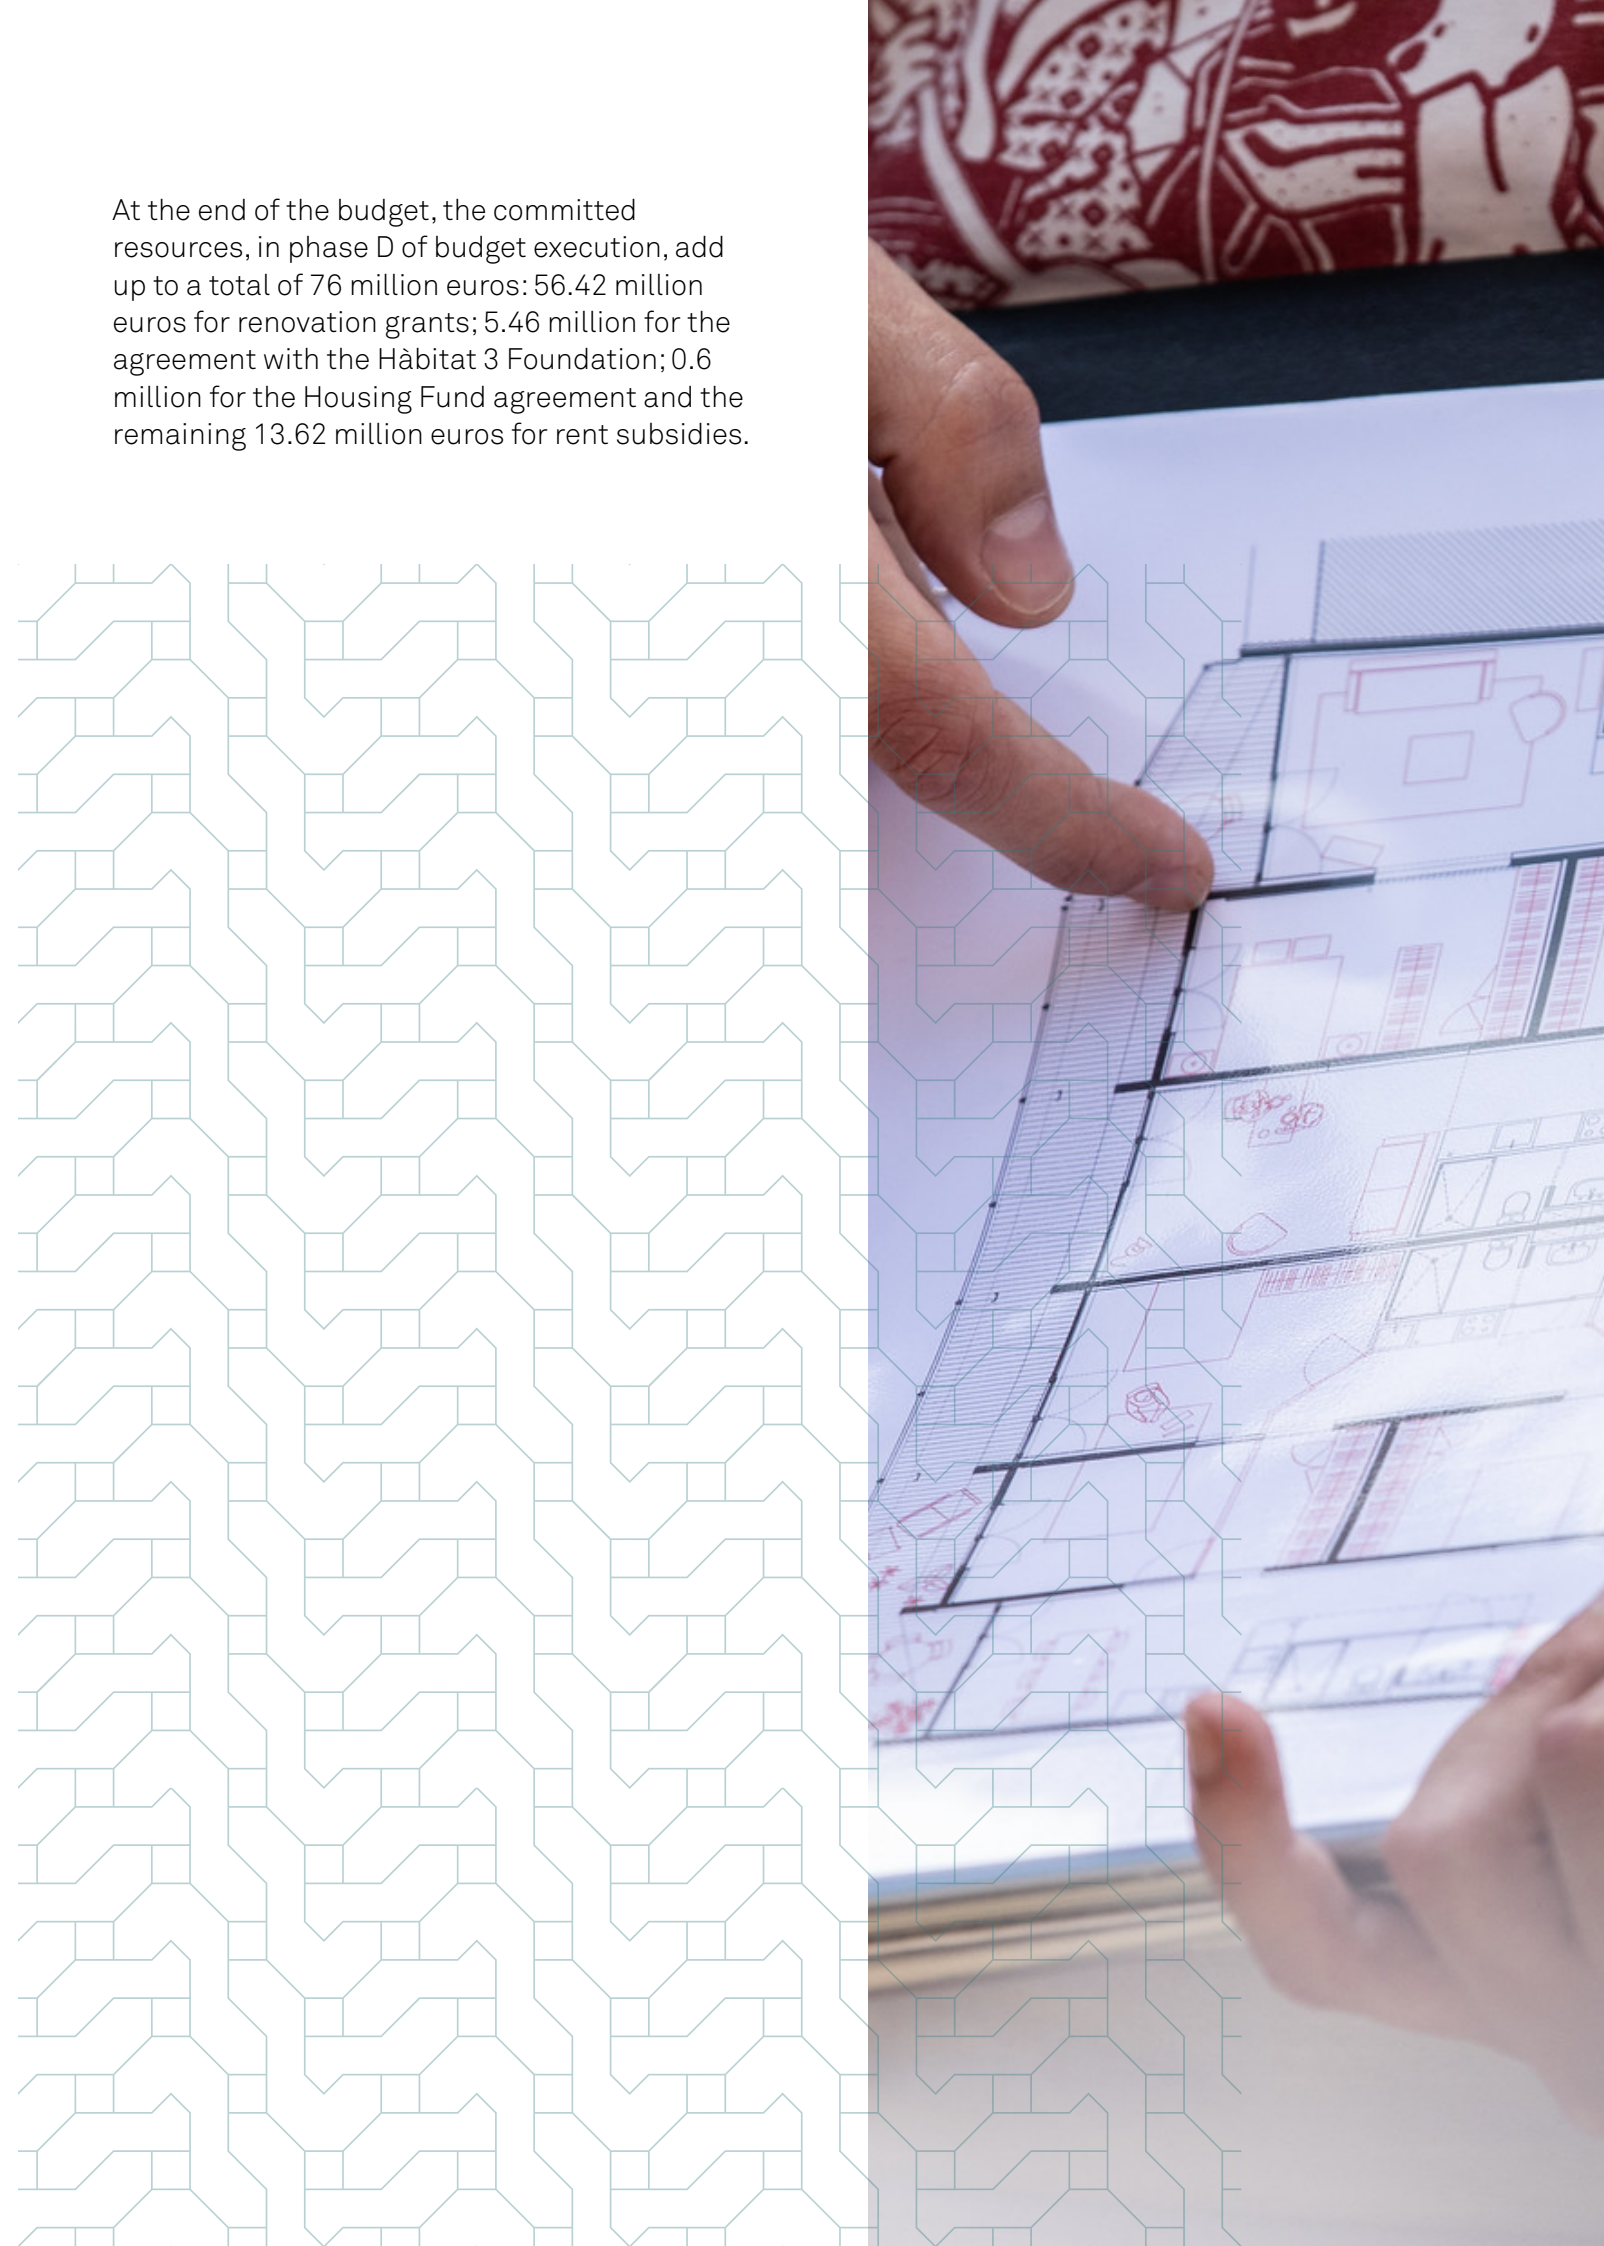 At the end of the budget, the committed
resources, in phase D of budget execution, add
up to a total of 76 million euros: 56.42 million
euros for renovation grants; 5.46 million for the
agreement with the Hàbitat 3 Foundation; 0.6
million for the Housing Fund agreement and the
remaining 13.62 million euros for rent subsidies.